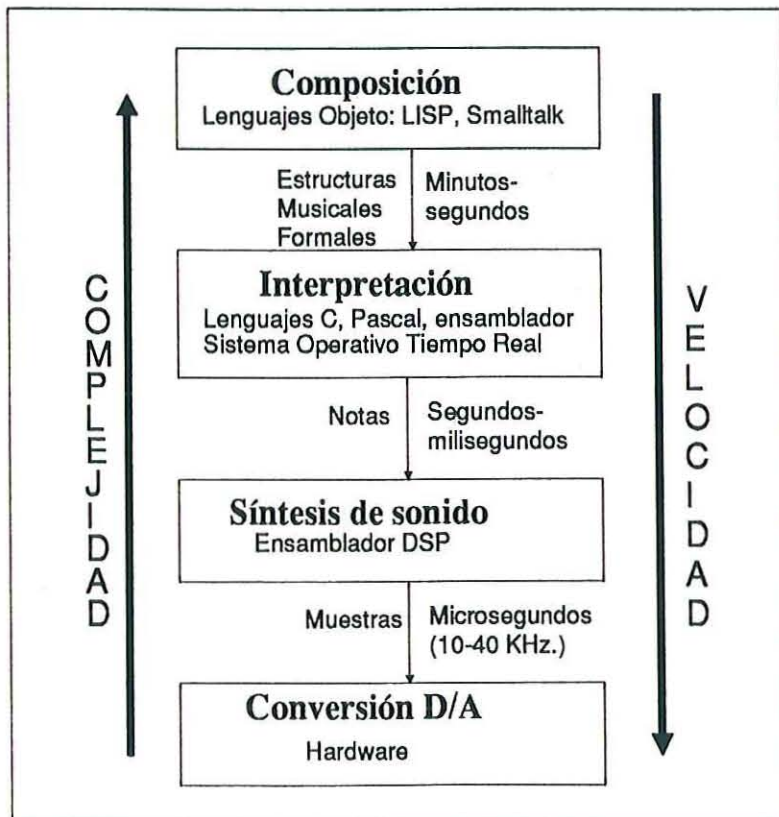 Composición
Lenguajes Objeto: LISP, Smalltalk
Estructuras
Musicales
Formales
Minutos-
segundos
Interpretación
Lenguajes C, Pascal, ensamblador
Sistema Operativo Tiempo Real
Notas
Segundos-
milisegundos
Síntesis de sonido
Ensamblador DSP
Muestras
Microsegundos
(10-40 KHz.)
Conversión D/A
Hardware
COMPLEJIDAD
VELOCIDAD